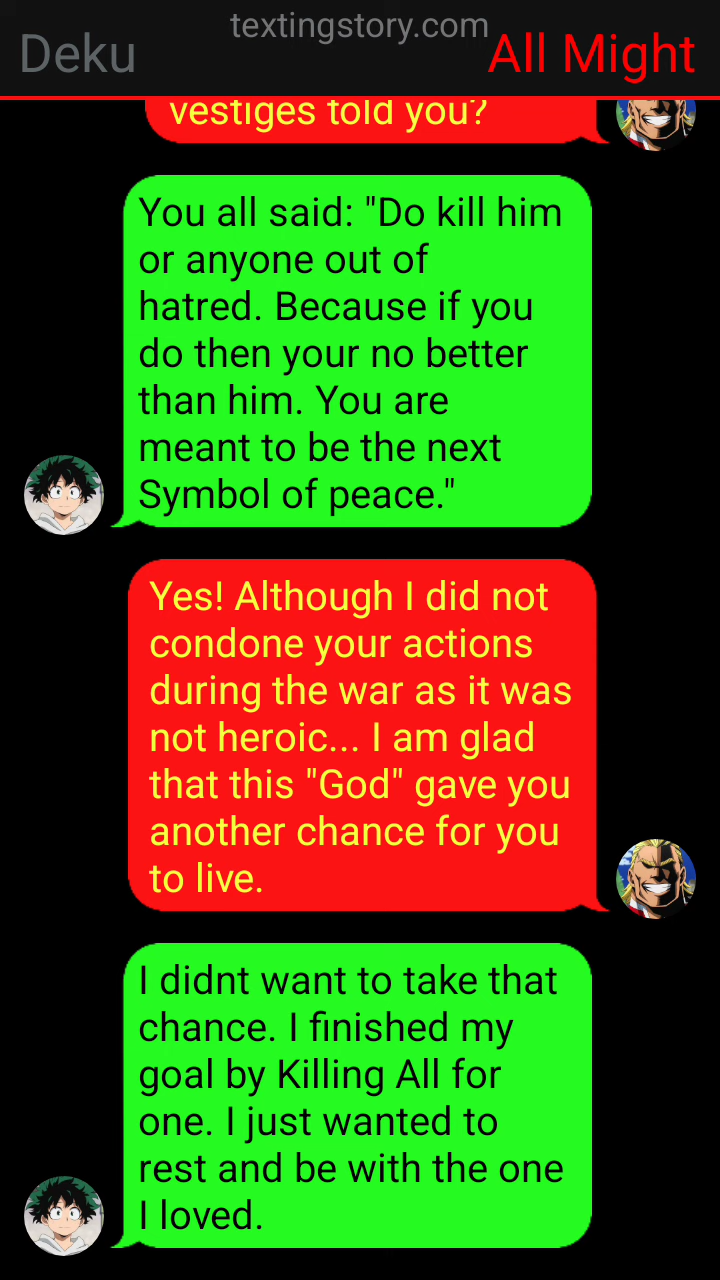 textingstory.com
Deku
All Might
vestiges told you?
You all said: "Do kill him
or anyone out of
hatred. Because if you
do then your no better
than him. You are
meant to be the next
Symbol of peace."
Yes! Although I did not
condone your actions
during the war as it was
not heroic... I am glad
that this "God" gave you
another chance for you
to live.
I didnt want to take that
chance. I finished my
goal by Killing All for
one. I just wanted to
rest and be with the one
I loved.